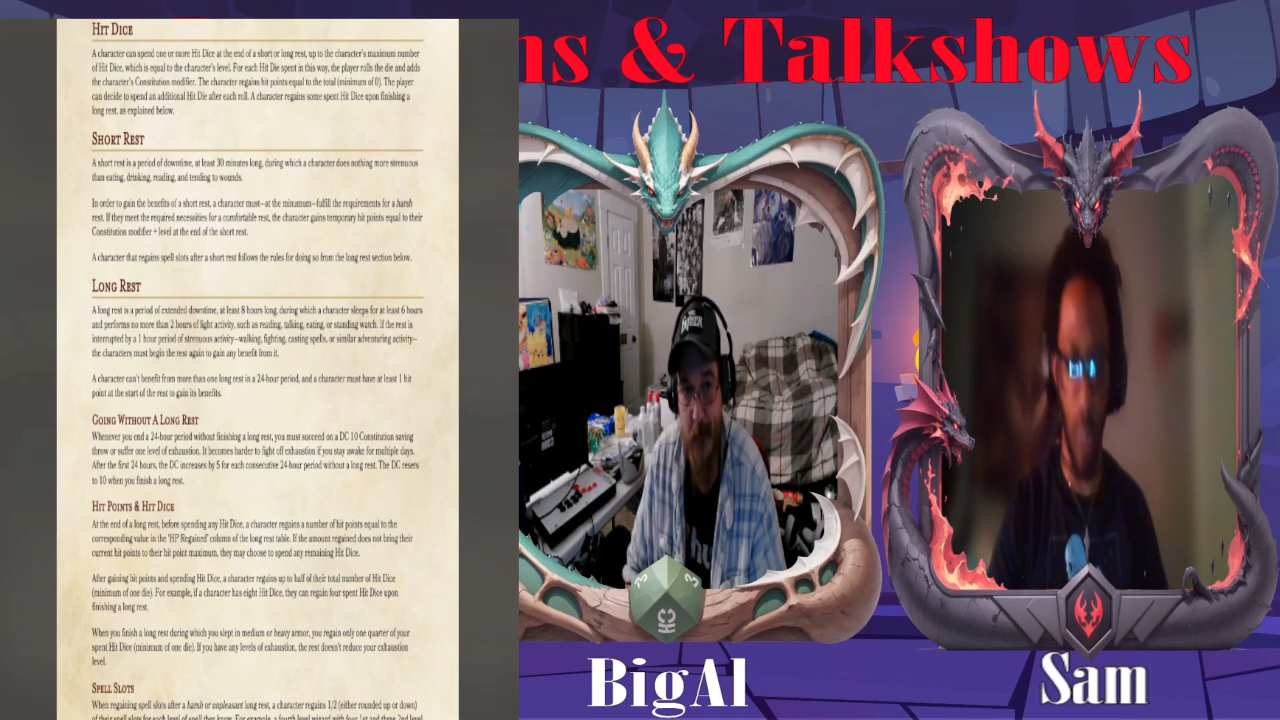 ns & Talkshows
HIT DICE
A character can spend one or more Hit Dice at the end of a short or long rest, up to the character's maximum number
of Hit Dice, which is equal to the character's level. For each Hit Die spent in this way, the player rolls the die and adds
the character's Constitution modifier. The character regains hit points equal to the total (minimum of 0). The player
can decide to spend an additional Hit Die after each roll. A character regains some spent Hit Dice upon finishing a
long rest, as explained below.
SHORT REST
A short rest is a period of downtime, at least 30 minutes long, during which a character does nothing more strenuous
than eating, drinking, reading, and tending to wounds.
In order to gain the benefits of a short rest, a character must—at the minumum—fulfill the requirements for a harsh
rest. If they meet the required necessities for a comfortable rest, the character gains temporary hit points equal to their
Constitution modifier + level at the end of the short rest.
A character that regains spell slots after a short rest follows the rules for doing so from the long rest section below.
LONG REST
A long rest is a period of extended downtime, at least 8 hours long, during which a character sleeps for at least 6 hours
and performs no more than 2 hours of light activity, such as reading, talking, eating, or standing watch. If the rest is
interrupted by a 1 hour period of strenuous activity—walking, fighting, casting spells, or similar adventuring activity—
the characters must begin the rest again to gain any benefit from it.
A character can't benefit from more than one long rest in a 24-hour period, and a character must have at least 1 hit
point at the start of the rest to gain its benefits.
GOING WITHOUT A LONG REST
Whenever you end a 24-hour period without finishing a long rest, you must succeed on a DC 10 Constitution saving
throw or suffer one level of exhaustion. It becomes harder to fight off exhaustion if you stay awake for multiple days.
After the first 24 hours, the DC increases by 5 for each consecutive 24-hour period without a long rest. The DC resets
to 10 when you finish a long rest.
HIT POINTS & HIT DICE
At the end of a long rest, before spending any Hit Dice, a character regains a number of hit points equal to the
corresponding value in the 'HP Regained' column of the long rest table. If the amount regained does not bring their
current hit points to their hit point maximum, they may choose to spend any remaining Hit Dice.
After gaining hit points and spending Hit Dice, a character regains up to half of their total number of Hit Dice
(minimum of one die). For example, if a character has eight Hit Dice, they can regain four spent Hit Dice upon
finishing a long rest.
When you finish a long rest during which you slept in medium or heavy armor, you regain only one quarter of your
spent Hit Dice (minimum of one die). If you have any levels of exhaustion, the rest doesn't reduce your exhaustion
level.
SPELL SLOTS
When regaining spell slots after a harsh or unpleasant long rest, a character regains 1/2 (either rounded up or down)
of their spell slots for each level of spell they know. For example, a fourth level wizard with four 1st and three 2nd level
BigAl
Sam